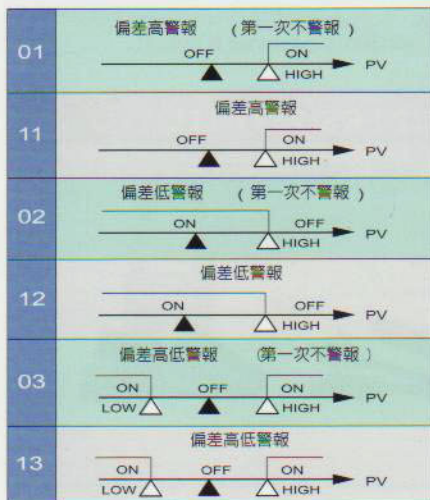 01
偏差高警報 (第一次不警報)
OFF ON
HIGH PV
11
偏差高警報
OFF ON
HIGH PV
02
偏差低警報 (第一次不警報)
ON OFF
HIGH PV
12
偏差低警報
ON OFF
HIGH PV
03
偏差高低警報 (第一次不警報)
ON OFF ON
LOW HIGH PV
13
偏差高低警報
ON OFF ON
LOW HIGH PV